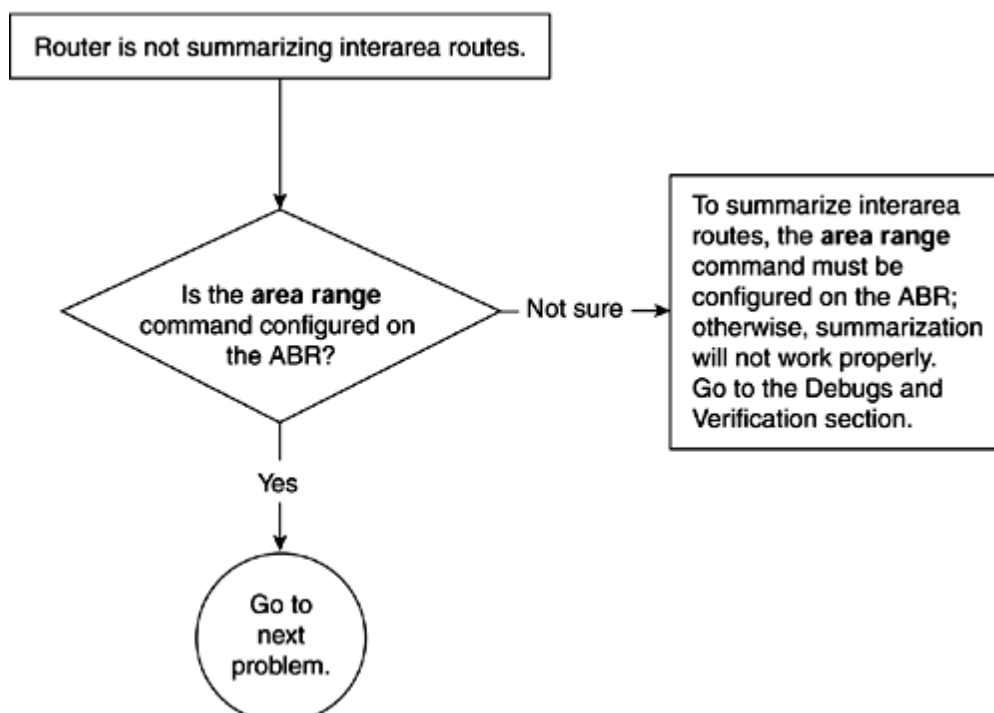 Router is not summarizing interarea routes.
Is the area range
command configured on
the ABR?
Not sure
To summarize interarea
routes, the area range
command must be
configured on the ABR;
otherwise, summarization
will not work properly.
Go to the Debugs and
Verification section.
Yes
Go to
next
problem.